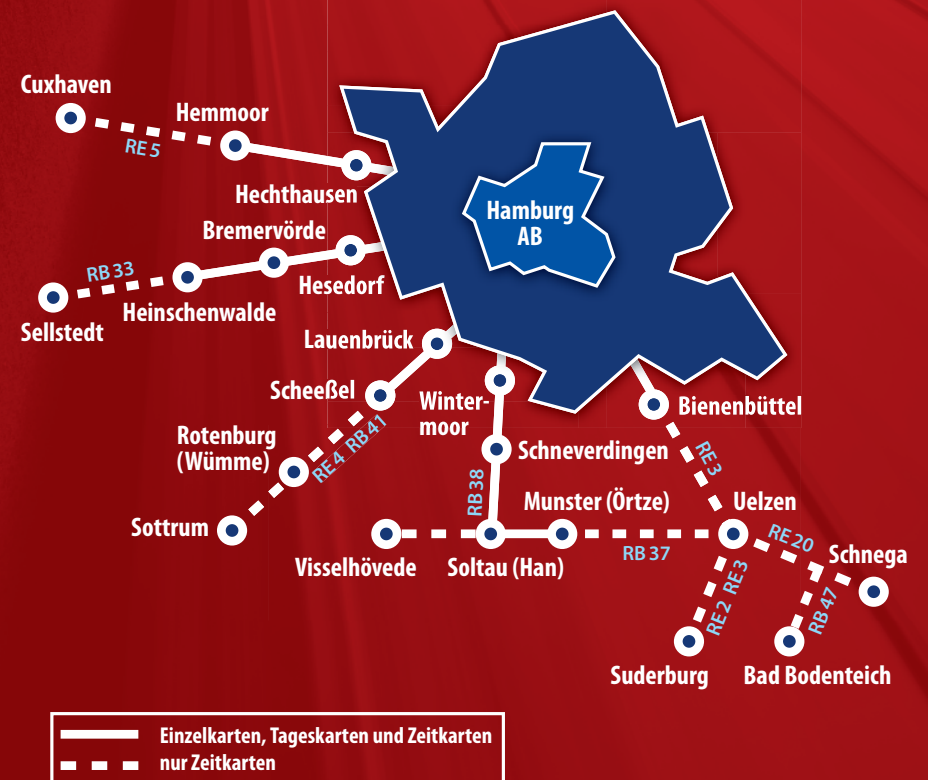 Cuxhaven
Hemmoor
RE 5
Hechthausen
Hamburg
AB
Bremervörde
RB 33
Hesedorf
Heinschenwalde
Sellstedt
Lauenbrück
Scheeßel
Winter-
moor
Bienenbüttel
Rotenburg
(Wümme)
RE 4 RB 41
Schneverdingen
RE 3
RB 38
Munster (Örtze)
Uelzen
Sottrum
RE 20
RB 37
Schnega
Visselhövede
Soltau (Han)
RE 2 RE 3
RB 47
Suderburg
Bad Bodenteich
Einzelkarten, Tageskarten und Zeitkarten
nur Zeitkarten